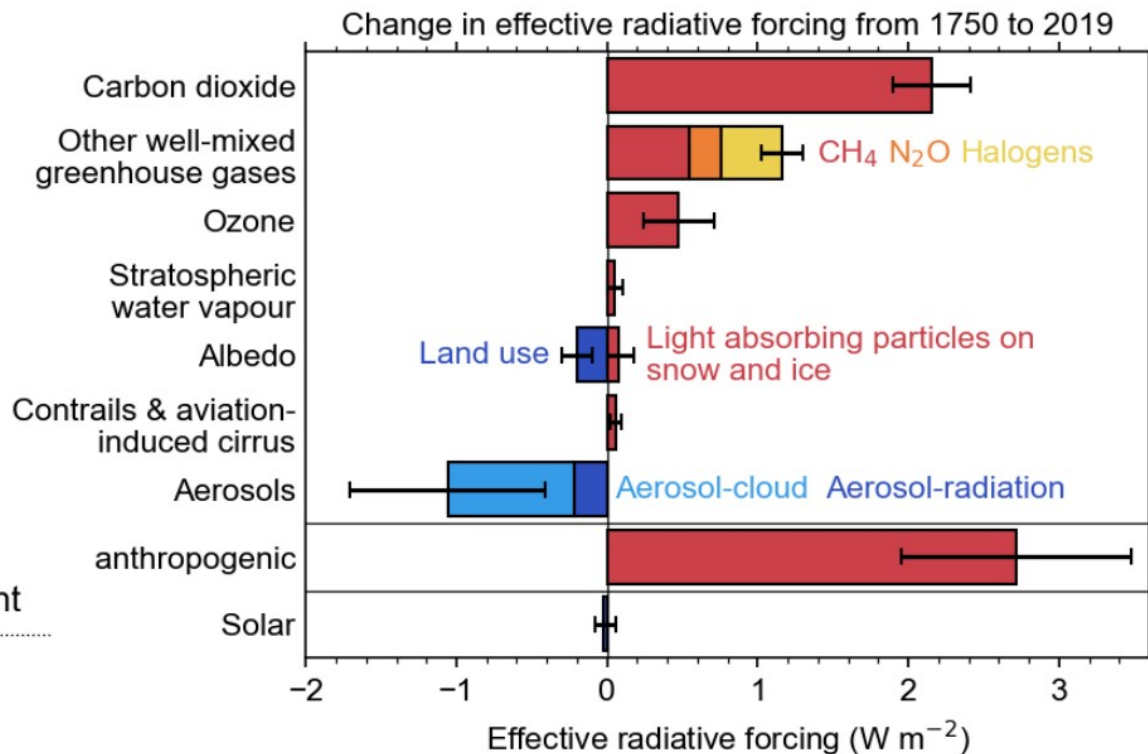 Change in effective radiative forcing from 1750 to 2019
Carbon dioxide
Other well-mixed
greenhouse gases
CH₄ N₂O Halogens
Ozone
Stratospheric
water vapour
Albedo
Land use
Light absorbing particles on
snow and ice
Contrails & aviation-
induced cirrus
Aerosols
Aerosol-cloud Aerosol-radiation
anthropogenic
Solar
−2 −1 0 1 2 3
Effective radiative forcing (W m⁻²)